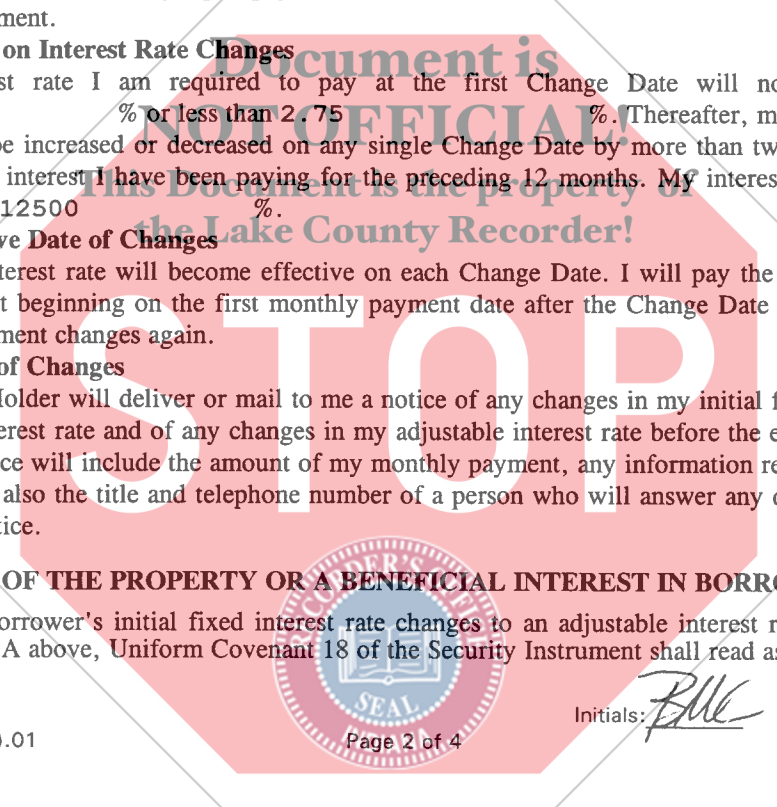 ment.
on Interest Rate Changes
st rate I am required to pay at the first Change Date will no
% or less than 2.75 %. Thereafter, m
be increased or decreased on any single Change Date by more than tw
interest I have been paying for the preceding 12 months. My interes
12500 %.
ve Date of Changes
terest rate will become effective on each Change Date. I will pay the
t beginning on the first monthly payment date after the Change Date
ment changes again.
of Changes
Holder will deliver or mail to me a notice of any changes in my initial f
erest rate and of any changes in my adjustable interest rate before the e
ce will include the amount of my monthly payment, any information re
also the title and telephone number of a person who will answer any
tice.
OF THE PROPERTY OR A BENEFICIAL INTEREST IN BORRO
orrower's initial fixed interest rate changes to an adjustable interest r
A above, Uniform Covenant 18 of the Security Instrument shall read as
Initials:
.01
Page 2 of 4
Document is
NOT OFFICIAL!
This Document is the property of
the Lake County Recorder!
STOP
RECORDER'S OFFICE
SEAL
INDIANA